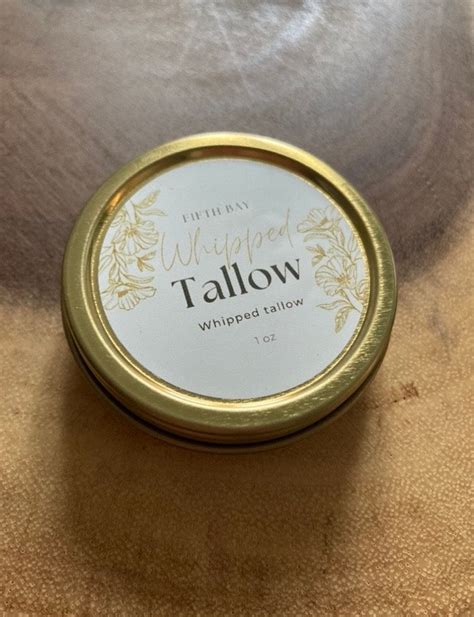 FIFTH BAY
Whipped
Tallow
Whipped tallow
1 oz